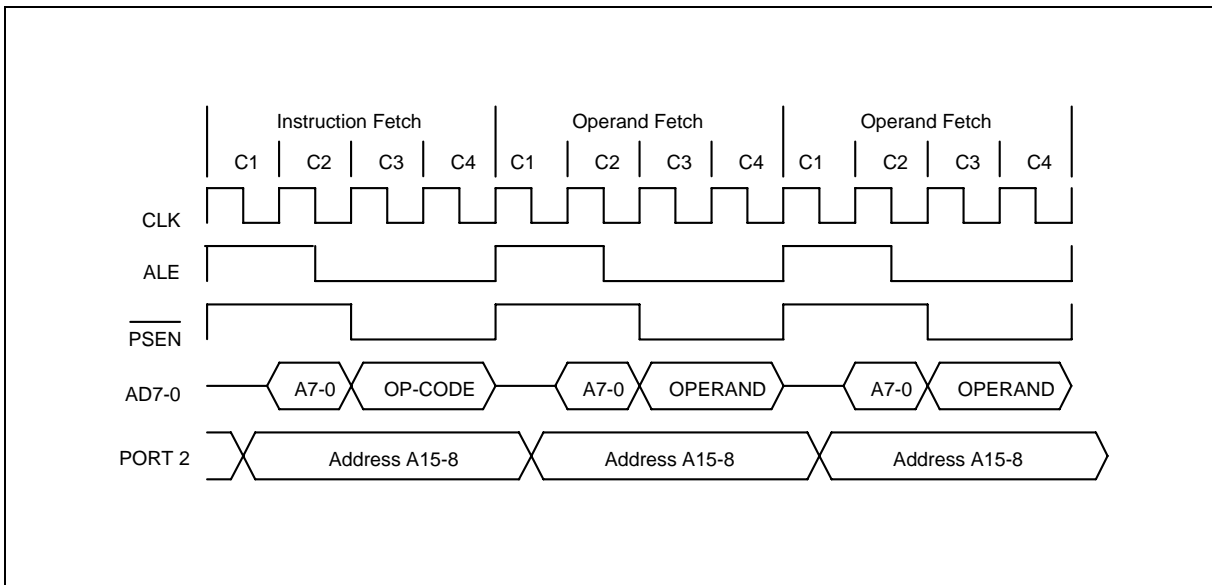 Instruction Fetch Operand Fetch Operand Fetch
C1 C2 C3 C4 C1 C2 C3 C4 C1 C2 C3 C4
CLK
ALE
PSEN
AD7-0 A7-0 OP-CODE A7-0 OPERAND A7-0 OPERAND
PORT 2 Address A15-8 Address A15-8 Address A15-8